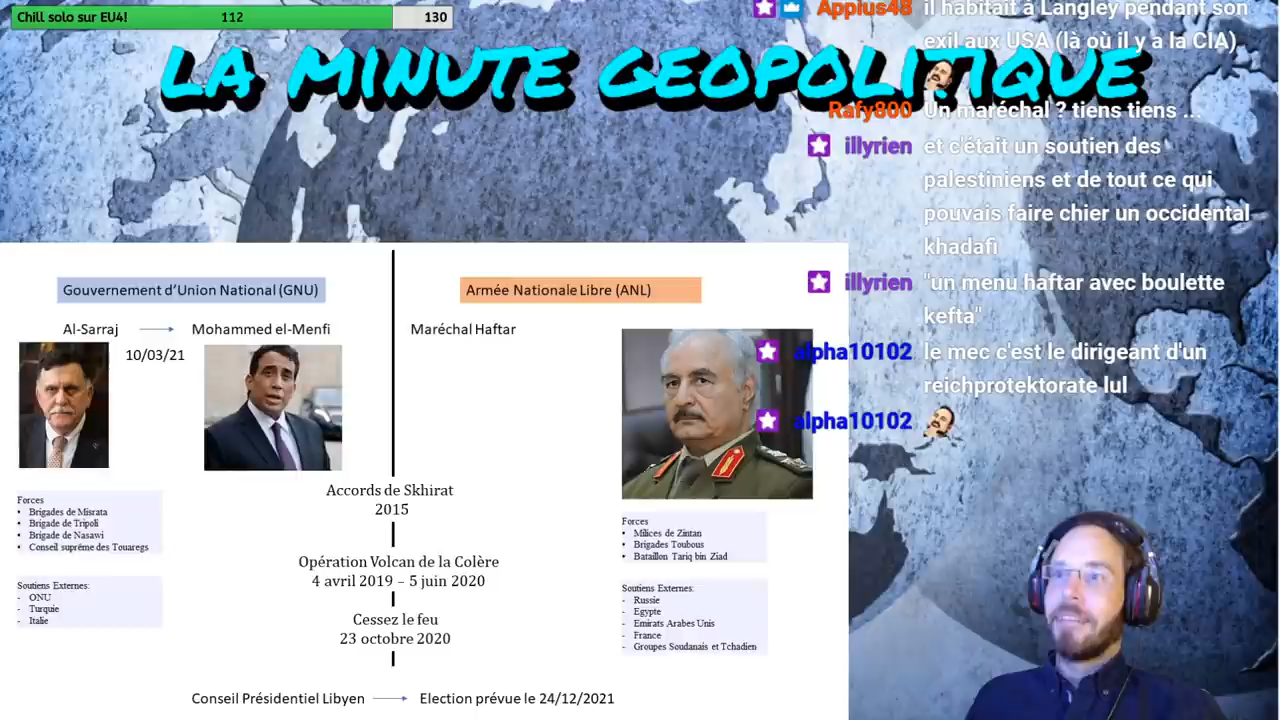 Chill solo sur EU4! 112 130
LA MINUTE GEOPOLITIQUE
Appius48 il habitait à Langley pendant son
exil aux USA (là où il y a la CIA)
Rafy800 Un maréchal ? tiens tiens ...
illyrien et c'était un soutien des
palestiniens et de tout ce qui
pouvais faire chier un occidental
khadafi
illyrien "un menu haftar avec boulette
kefta"
alpha10102 le mec c'est le dirigeant d'un
reichprotektorate lul
alpha10102
Gouvernement d'Union National (GNU)
Al-Sarraj
Mohammed el-Menfi
10/03/21
Forces
• Brigades de Misrata
• Brigade de Tripoli
• Brigade de Nasawi
• Conseil suprême des Touaregs
Soutiens Externes:
- ONU
- Turquie
- Italie
Accords de Skhirat
2015
Opération Volcan de la Colère
4 avril 2019 – 5 juin 2020
Cessez le feu
23 octobre 2020
Armée Nationale Libre (ANL)
Maréchal Haftar
Forces
• Milices de Zintan
• Brigades Toubous
• Bataillon Tariq bin Ziad
Soutiens Externes:
- Russie
- Egypte
- Emirats Arabes Unis
- France
- Groupes Soudanais et Tchadien
Conseil Présidentiel Libyen
Election prévue le 24/12/2021